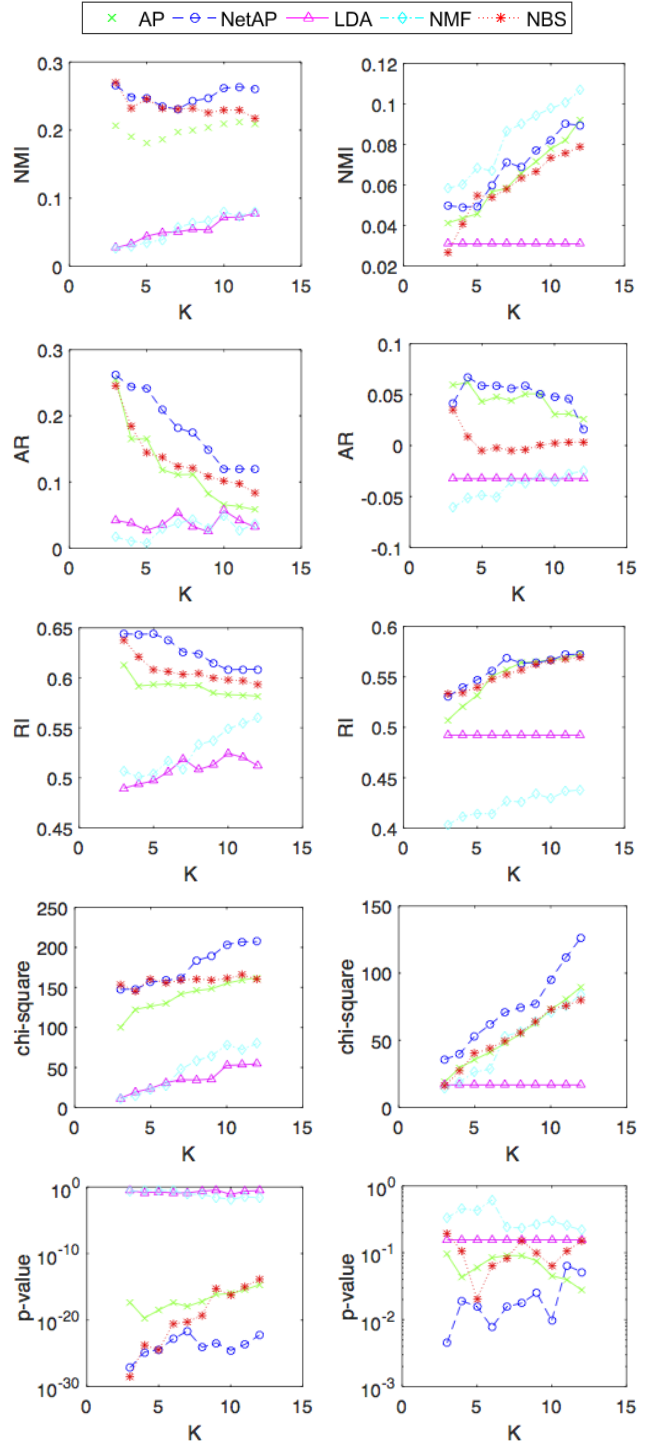 AP NetAP LDA NMF NBS
0.3
0.2
0.1
0
NMI
0 5 10 15
K
0.12
0.1
0.08
0.06
0.04
0.02
NMI
0 5 10 15
K
0.3
0.2
0.1
0
AR
0 5 10 15
K
0.1
0.05
0
-0.05
-0.1
AR
0 5 10 15
K
0.65
0.6
0.55
0.5
0.45
RI
0 5 10 15
K
0.6
0.55
0.5
0.45
0.4
RI
0 5 10 15
K
250
200
150
100
50
0
chi-square
0 5 10 15
K
150
100
50
0
chi-square
0 5 10 15
K
10^0
10^-10
10^-20
10^-30
p-value
0 5 10 15
K
10^0
10^-1
10^-2
10^-3
p-value
0 5 10 15
K